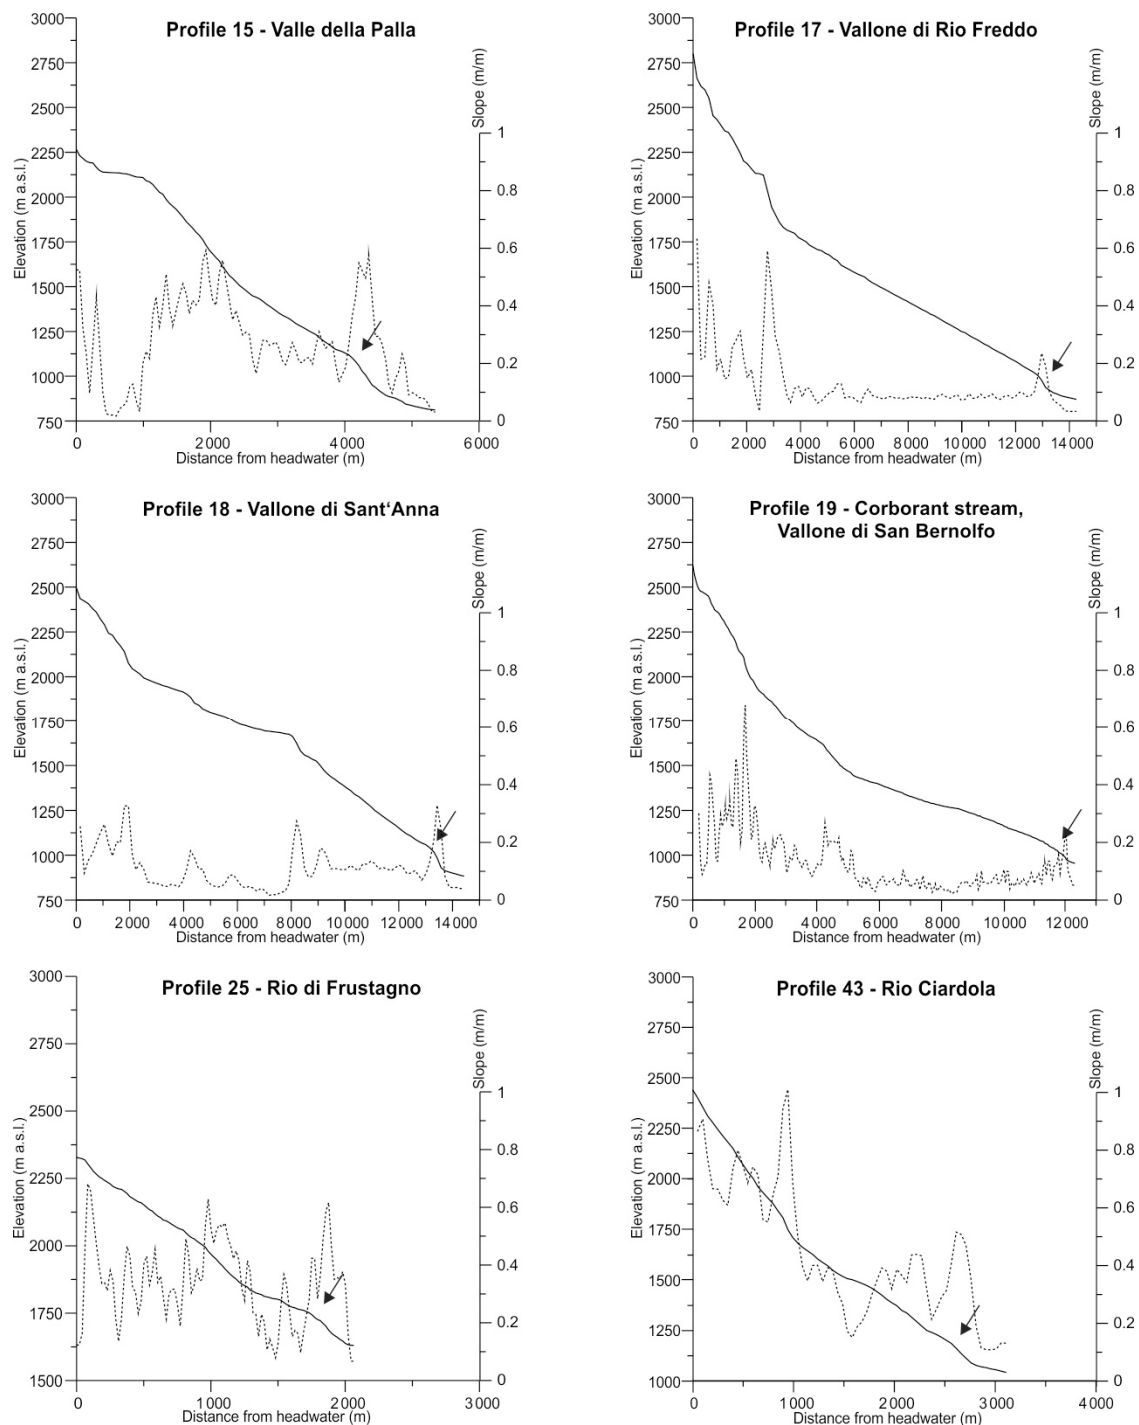 Profile 15 - Valle della Palla
3000
2750
2500
2250
2000
1750
1500
1250
1000
750
Elevation (m a.s.l.)
Slope (m/m)
1
0.8
0.6
0.4
0.2
0
0 2000 4000 6000
Distance from headwater (m)
Profile 17 - Vallone di Rio Freddo
3000
2750
2500
2250
2000
1750
1500
1250
1000
750
Elevation (m a.s.l.)
Slope (m/m)
1
0.8
0.6
0.4
0.2
0
0 2000 4000 6000 8000 10000 12000 14000
Distance from headwater (m)
Profile 18 - Vallone di Sant‘Anna
3000
2750
2500
2250
2000
1750
1500
1250
1000
750
Elevation (m a.s.l.)
Slope (m/m)
1
0.8
0.6
0.4
0.2
0
0 2000 4000 6000 8000 10000 12000 14000
Distance from headwater (m)
Profile 19 - Corborant stream,
Vallone di San Bernolfo
3000
2750
2500
2250
2000
1750
1500
1250
1000
750
Elevation (m a.s.l.)
Slope (m/m)
1
0.8
0.6
0.4
0.2
0
0 2000 4000 6000 8000 10000 12000
Distance from headwater (m)
Profile 25 - Rio di Frustagno
3000
2750
2500
2250
2000
1750
1500
Elevation (m a.s.l.)
Slope (m/m)
1
0.8
0.6
0.4
0.2
0
0 1000 2000 3000
Distance from headwater (m)
Profile 43 - Rio Ciardola
3000
2750
2500
2250
2000
1750
1500
1250
1000
Elevation (m a.s.l.)
Slope (m/m)
1
0.8
0.6
0.4
0.2
0
0 1000 2000 3000 4000
Distance from headwater (m)